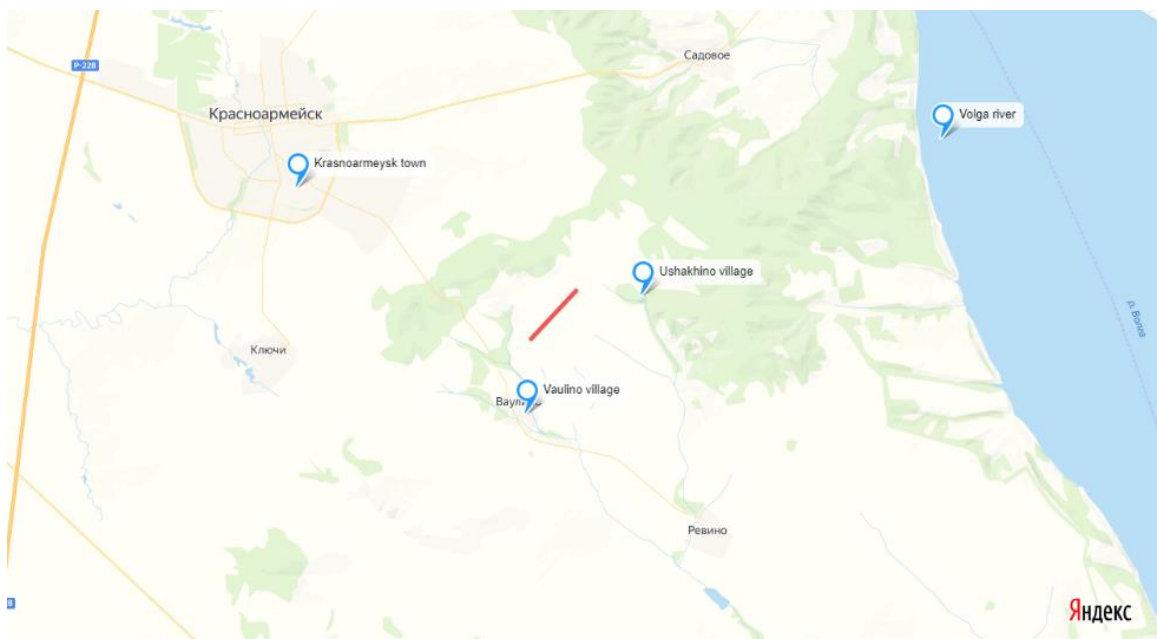 Садовое
P-228
Красноармейск
Volga river
Krasnoarmeysk town
Ushakhino village
р. Волга
Ключи
Vaulino village
Ревино
Яндекс